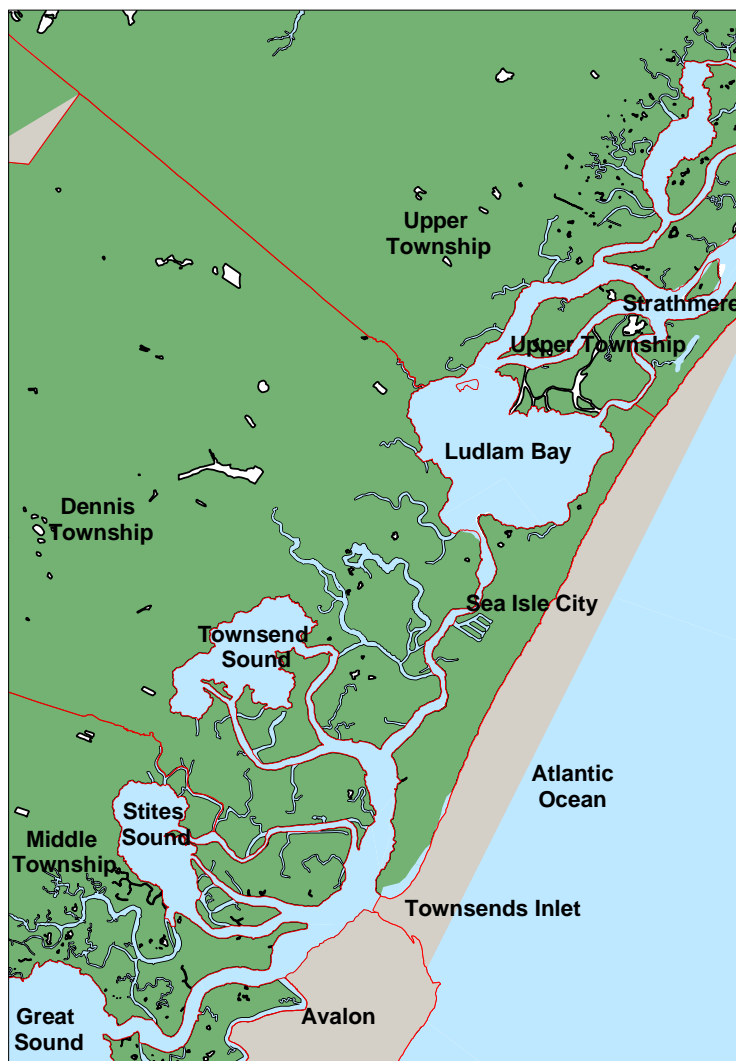 Upper
Township
Strathmere
Upper Township
Ludlam Bay
Dennis
Township
Sea Isle City
Townsend
Sound
Atlantic
Ocean
Stites
Sound
Middle
Township
Townsends Inlet
Great
Sound
Avalon